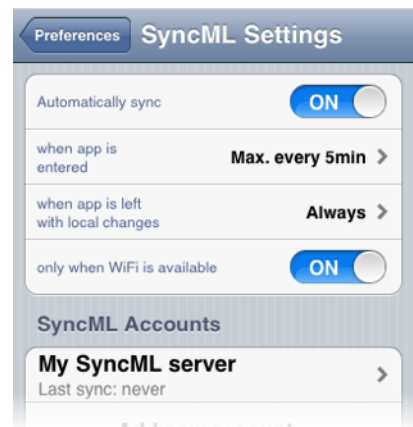 Preferences
SyncML Settings
Automatically sync
ON
when app is
entered
Max. every 5min
when app is left
with local changes
Always
only when WiFi is available
ON
SyncML Accounts
My SyncML server
Last sync: never